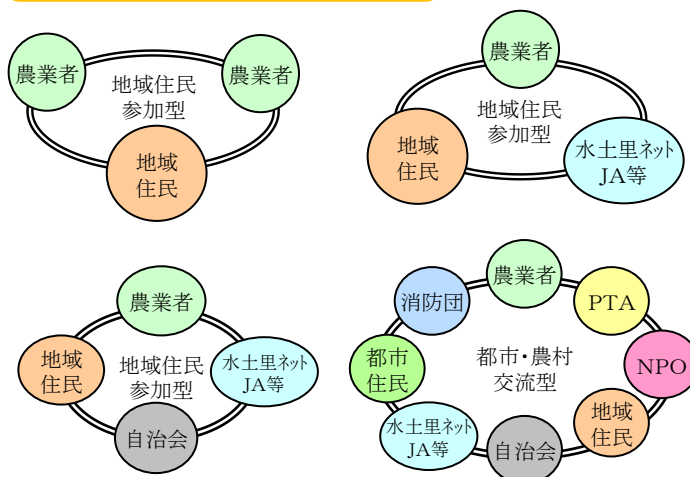 農業者
農業者
地域住民
参加型
地域
住民
農業者
地域住民
参加型
地域
住民
水土里ネット
JA等
農業者
地域
住民
地域住民
参加型
水土里ネット
JA等
自治会
農業者
消防団
PTA
都市
住民
都市・農村
交流型
NPO
水土里ネット
JA等
自治会
地域
住民